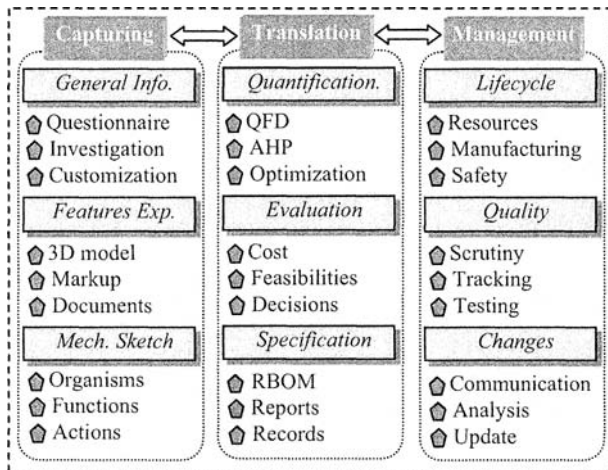 Capturing
Translation
Management
General Info.
Questionnaire
Investigation
Customization
Features Exp.
3D model
Markup
Documents
Mech. Sketch
Organisms
Functions
Actions
Quantification.
QFD
AHP
Optimization
Evaluation
Cost
Feasibilities
Decisions
Specification
RBOM
Reports
Records
Lifecycle
Resources
Manufacturing
Safety
Quality
Scrutiny
Tracking
Testing
Changes
Communication
Analysis
Update